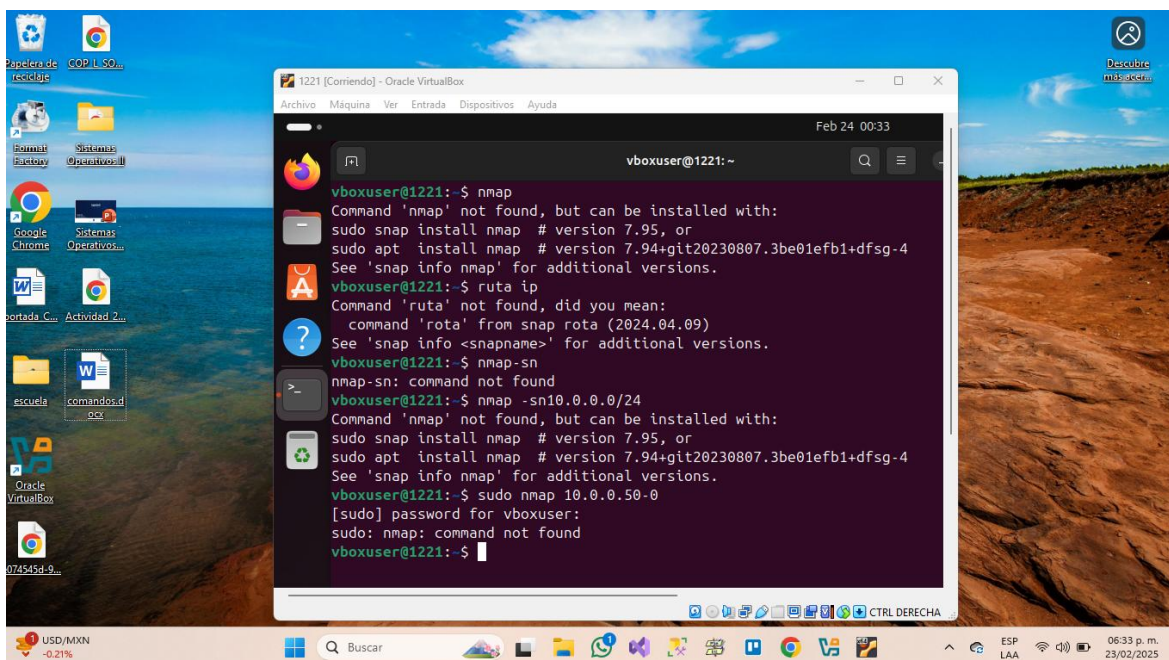 Papelera de
reciclaje
COP_L_SO...
Descubre
más acer...
Format
Factory
Sistemas
Operativos II
Google
Chrome
Sistemas
Operativos...
portada_C...
Actividad 2...
escuela
comandos.d
ocx
Oracle
VirtualBox
1221 [Corriendo] - Oracle VirtualBox
Archivo Máquina Ver Entrada Dispositivos Ayuda
Feb 24 00:33
vboxuser@1221: ~
vboxuser@1221:~$ nmap
Command 'nmap' not found, but can be installed with:
sudo snap install nmap # version 7.95, or
sudo apt install nmap # version 7.94+git20230807.3be01efb1+dfsg-4
See 'snap info nmap' for additional versions.
vboxuser@1221:~$ ruta ip
Command 'ruta' not found, did you mean:
command 'rota' from snap rota (2024.04.09)
See 'snap info <snapname>' for additional versions.
vboxuser@1221:~$ nmap-sn
nmap-sn: command not found
vboxuser@1221:~$ nmap -sn10.0.0.0/24
Command 'nmap' not found, but can be installed with:
sudo snap install nmap # version 7.95, or
sudo apt install nmap # version 7.94+git20230807.3be01efb1+dfsg-4
See 'snap info nmap' for additional versions.
vboxuser@1221:~$ sudo nmap 10.0.0.50-0
[sudo] password for vboxuser:
sudo: nmap: command not found
vboxuser@1221:~$
CTRL DERECHA
1
USD/MXN
-0.21%
Buscar
ESP
LAA
06:33 p. m.
23/02/2025